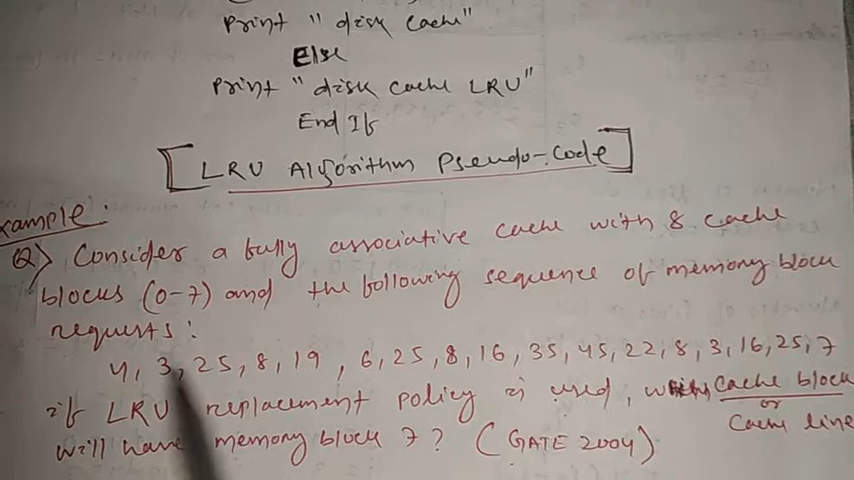 Print "disk cache"
Else
Print "disk cache LRU"
End If
[LRU Algorithm Pseudo-code]
xample:
Q) Consider a fully associative cache with 8 cache
blocks (0-7) and the following sequence of memory block
requests:
4, 3, 25, 8, 19, 6, 25, 8, 16, 35, 45, 22, 8, 3, 16, 25, 7
if LRU replacement policy is used, cache block
or
will have memory block 7? (GATE 2004) Cache line